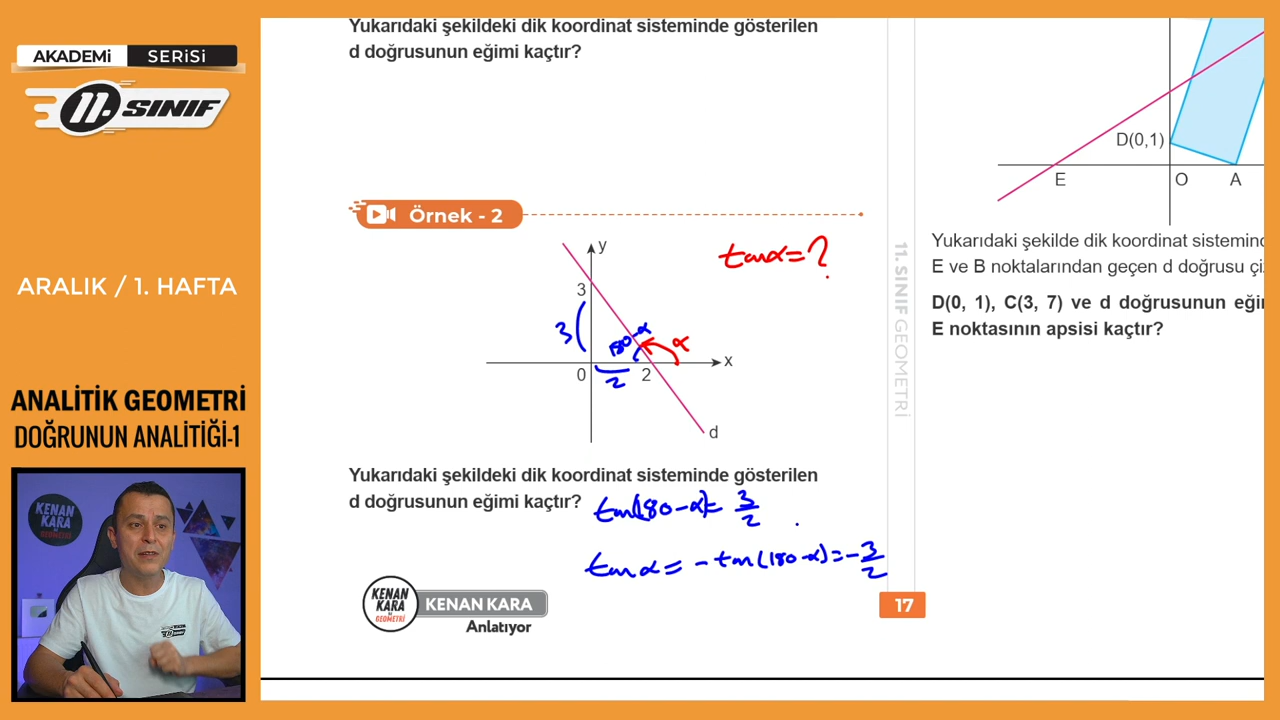 AKADEMİ SERİSİ
11. SINIF
ARALIK / 1. HAFTA
ANALİTİK GEOMETRİ
DOĞRUNUN ANALİTİĞİ-1
KENAN
KARA
GEOMETRİ
Yukarıdaki şekildeki dik koordinat sisteminde gösterilen
d doğrusunun eğimi kaçtır?
Örnek - 2
tanα=?
y
3
3
180-α
α
x
0
2
2
d
Yukarıdaki şekildeki dik koordinat sisteminde gösterilen
d doğrusunun eğimi kaçtır?
tan(180-α)= 3/2
tanα = -tan(180-α)=-3/2
KENAN
KARA
GEOMETRİ
KENAN KARA
Anlatıyor
11. SINIF GEOMETRİ
17
D(0,1)
E
O
A
Yukarıdaki şekilde dik koordinat sisteminde
E ve B noktalarından geçen d doğrusu çi
D(0, 1), C(3, 7) ve d doğrusunun eği
E noktasının apsisi kaçtır?